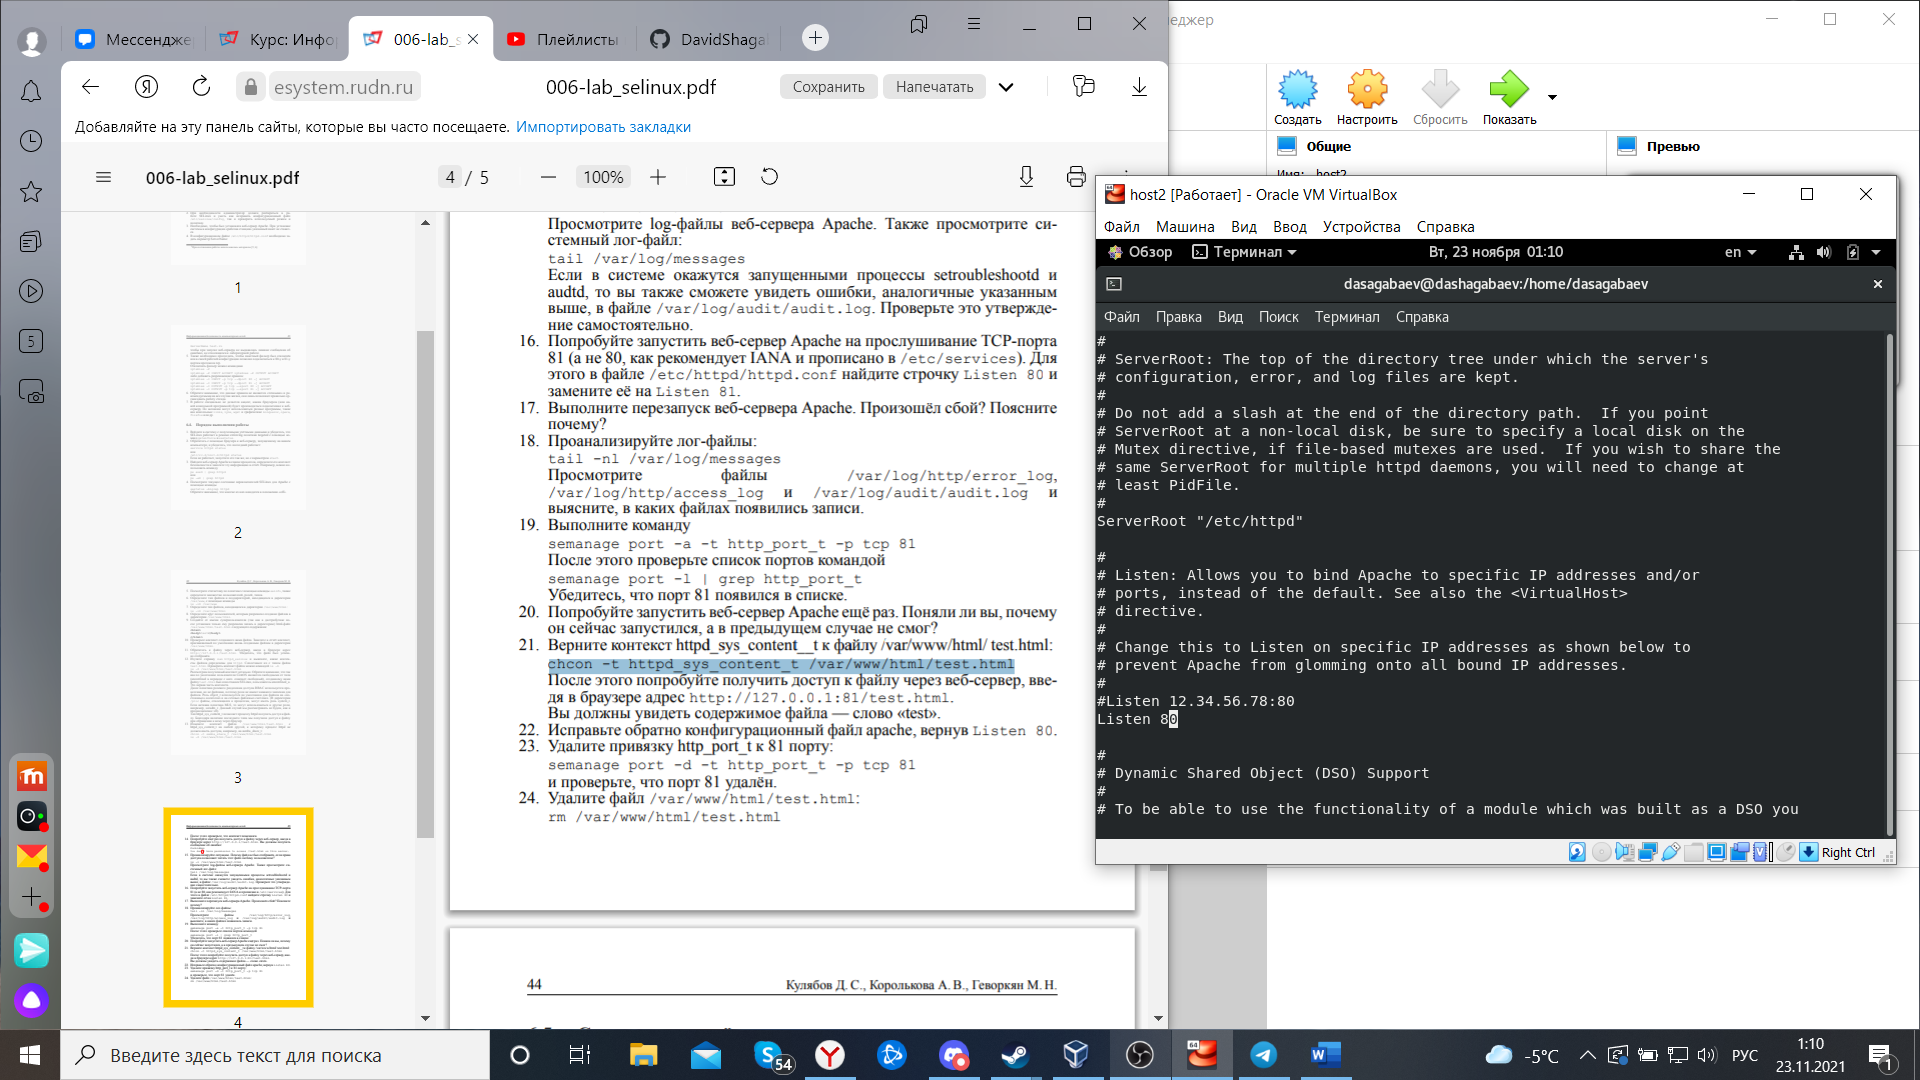 Мессендже
Курс: Инфо
006-lab_s
Плейлисты
DavidShaga
еджер
esystem.rudn.ru
006-lab_selinux.pdf
Сохранить
Напечатать
Добавляйте на эту панель сайты, которые вы часто посещаете. Импортировать закладки
006-lab_selinux.pdf
4 / 5
100%
5
1
2
3
4
Просмотрите log-файлы веб-сервера Apache. Также просмотрите си-
стемный лог-файл:
tail /var/log/messages
Если в системе окажутся запущенными процессы setroubleshootd и
audtd, то вы также сможете увидеть ошибки, аналогичные указанным
выше, в файле /var/log/audit/audit.log. Проверьте это утвержде-
ние самостоятельно.
16. Попробуйте запустить веб-сервер Apache на прослушивание TCP-порта
81 (а не 80, как рекомендует IANA и прописано в /etc/services). Для
этого в файле /etc/httpd/httpd.conf найдите строчку Listen 80 и
замените её на Listen 81.
17. Выполните перезапуск веб-сервера Apache. Произошёл сбой? Поясните
почему?
18. Проанализируйте лог-файлы:
tail -nl /var/log/messages
Просмотрите файлы /var/log/http/error_log,
/var/log/http/access_log и /var/log/audit/audit.log и
выясните, в каких файлах появились записи.
19. Выполните команду
semanage port -a -t http_port_t -p tcp 81
После этого проверьте список портов командой
semanage port -l | grep http_port_t
Убедитесь, что порт 81 появился в списке.
20. Попробуйте запустить веб-сервер Apache ещё раз. Поняли ли вы, почему
он сейчас запустился, а в предыдущем случае не смог?
21. Верните контекст httpd_sys_content__t к файлу /var/www/html/ test.html:
chcon -t httpd_sys_content_t /var/www/html/test.html
После этого попробуйте получить доступ к файлу через веб-сервер, вве-
дя в браузере адрес http://127.0.0.1:81/test.html.
Вы должны увидеть содержимое файла — слово «test».
22. Исправьте обратно конфигурационный файл apache, вернув Listen 80.
23. Удалите привязку http_port_t к 81 порту:
semanage port -d -t http_port_t -p tcp 81
и проверьте, что порт 81 удалён.
24. Удалите файл /var/www/html/test.html:
rm /var/www/html/test.html
44
Кулябов Д. С., Королькова А. В., Геворкян М. Н.
Создать
Настроить
Сбросить
Показать
Общие
Превью
Имя: host2
host2 [Работает] - Oracle VM VirtualBox
Файл Машина Вид Ввод Устройства Справка
Обзор
Терминал
Вт, 23 ноября 01:10
en
dasagabaev@dashagabaev:/home/dasagabaev
Файл Правка Вид Поиск Терминал Справка
#
# ServerRoot: The top of the directory tree under which the server's
# configuration, error, and log files are kept.
#
# Do not add a slash at the end of the directory path.  If you point
# ServerRoot at a non-local disk, be sure to specify a local disk on the
# Mutex directive, if file-based mutexes are used.  If you wish to share the
# same ServerRoot for multiple httpd daemons, you will need to change at
# least PidFile.
#
ServerRoot "/etc/httpd"
#
# Listen: Allows you to bind Apache to specific IP addresses and/or
# ports, instead of the default. See also the <VirtualHost>
# directive.
#
# Change this to Listen on specific IP addresses as shown below to
# prevent Apache from glomming onto all bound IP addresses.
#
#Listen 12.34.56.78:80
Listen 80
#
# Dynamic Shared Object (DSO) Support
#
# To be able to use the functionality of a module which was built as a DSO you
Right Ctrl
Введите здесь текст для поиска
54
64
-5°C
РУС
1:10
23.11.2021
1